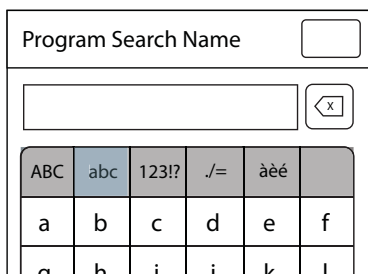 Program Search Name
x
ABC abc 123!? ./= àèé
a b c d e f
g h i j k l